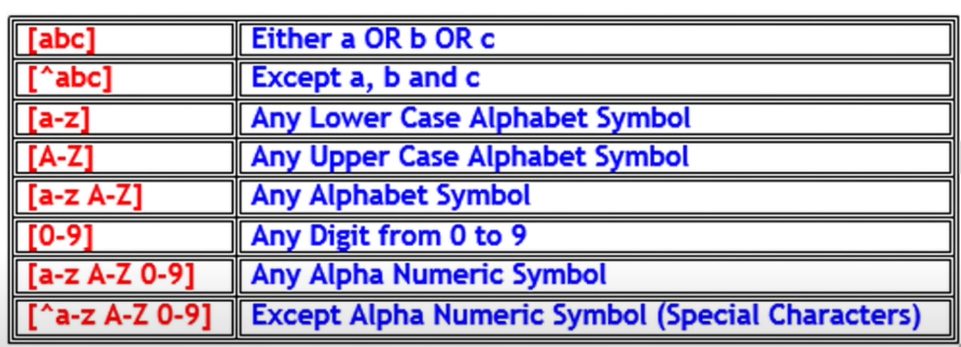 [abc] Either a OR b OR c
[^abc] Except a, b and c
[a-z] Any Lower Case Alphabet Symbol
[A-Z] Any Upper Case Alphabet Symbol
[a-z A-Z] Any Alphabet Symbol
[0-9] Any Digit from 0 to 9
[a-z A-Z 0-9] Any Alpha Numeric Symbol
[^a-z A-Z 0-9] Except Alpha Numeric Symbol (Special Characters)